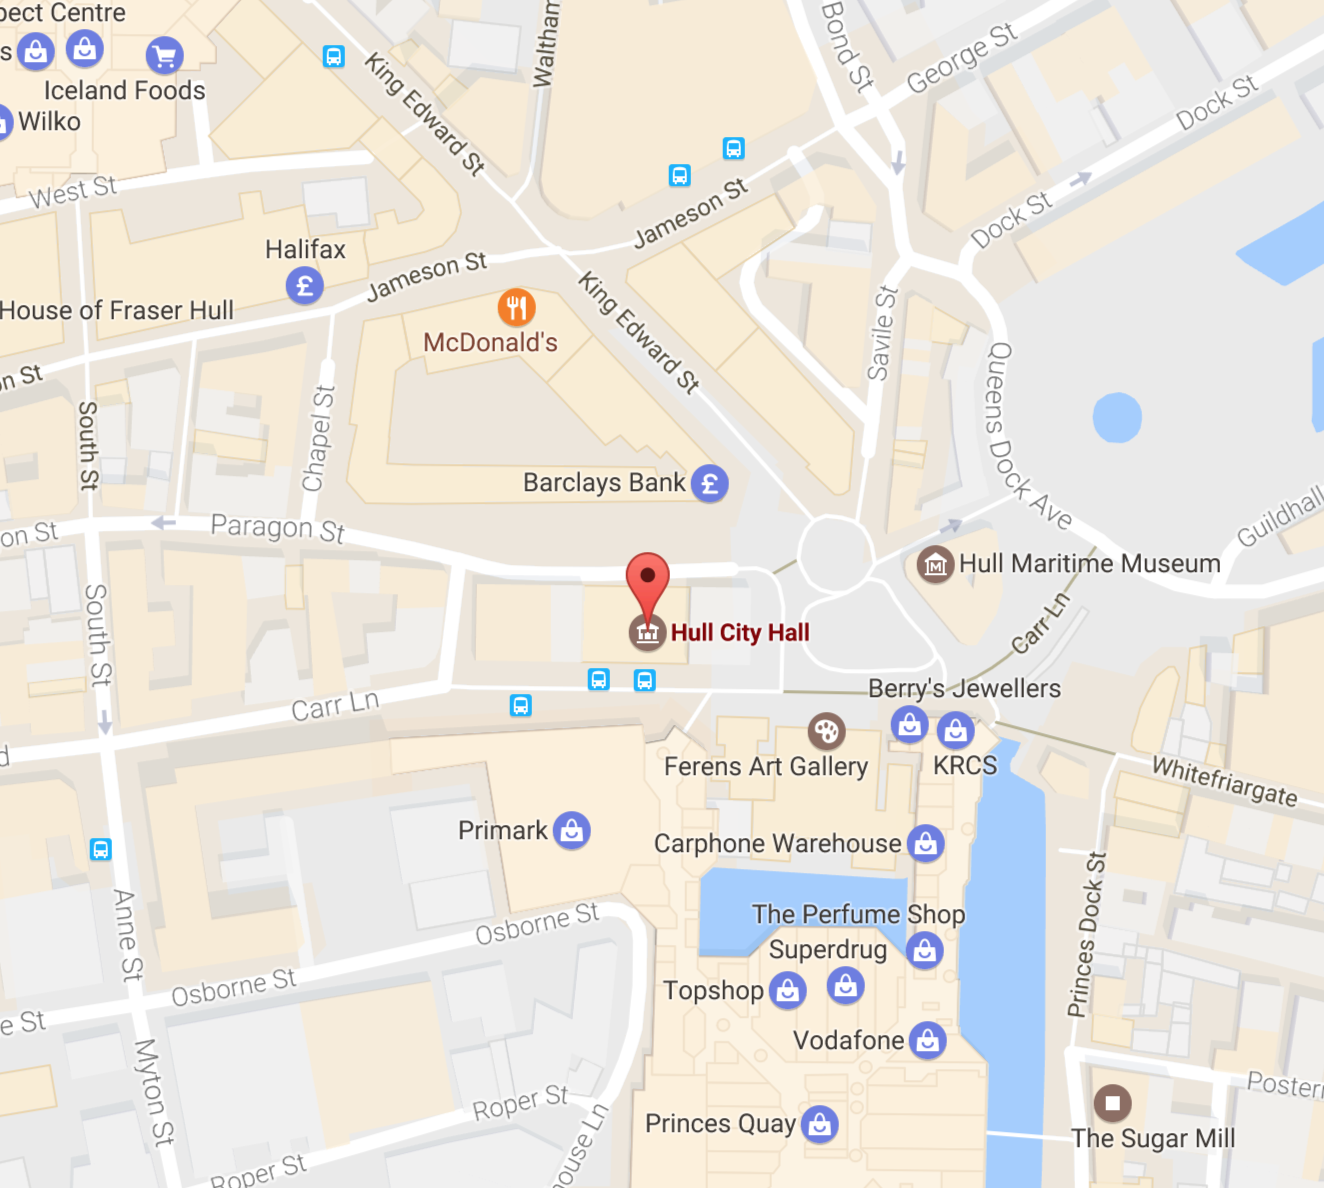 pect Centre
s
Iceland Foods
Wilko
West St
King Edward St
Waltham
Bond St
George St
Dock St
Dock St
Jameson St
Halifax
Jameson St
House of Fraser Hull
McDonald's
King Edward St
Savile St
Queens Dock Ave
on St
South St
Chapel St
Barclays Bank
Paragon St
on St
Guildhall
Hull Maritime Museum
Hull City Hall
Carr Ln
South St
Carr Ln
Berry's Jewellers
Ferens Art Gallery
KRCS
Whitefriargate
d
Primark
Carphone Warehouse
Princes Dock St
Anne St
Osborne St
The Perfume Shop
Superdrug
Topshop
Osborne St
e St
Vodafone
Myton St
Roper St
Postern
Princes Quay
The Sugar Mill
Roper St
ouse Ln